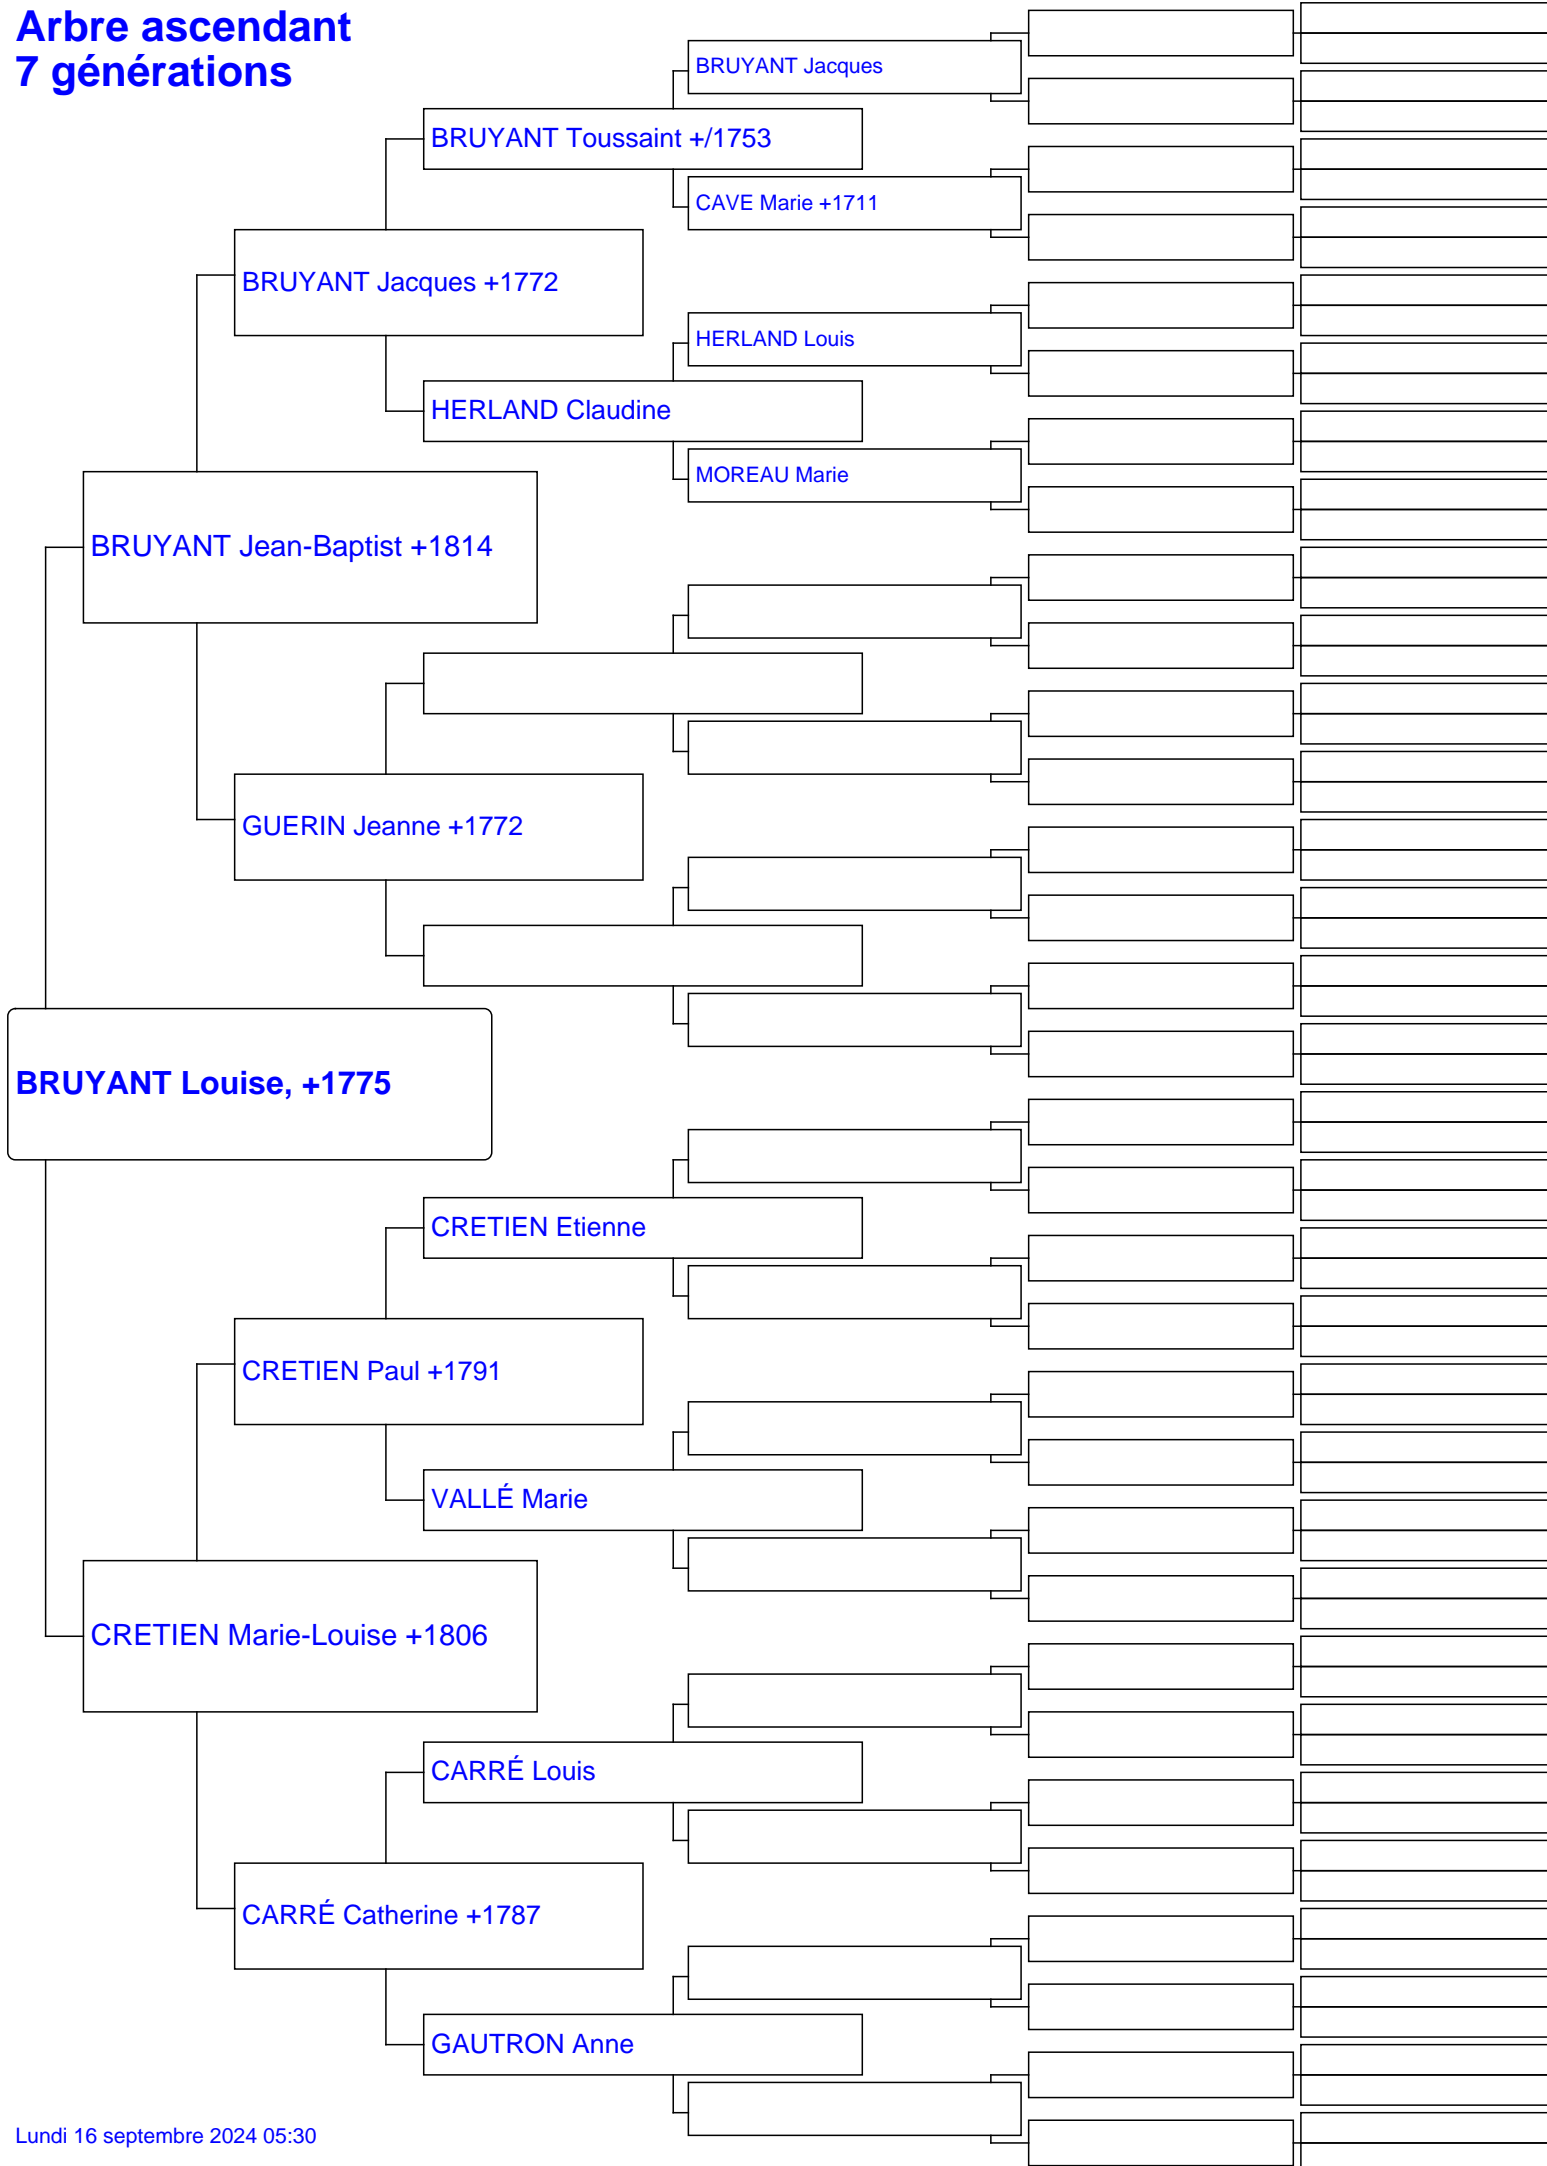 Arbre ascendant
7 générations
BRUYANT Jacques
BRUYANT Toussaint +/1753
CAVE Marie +1711
BRUYANT Jacques +1772
HERLAND Louis
HERLAND Claudine
MOREAU Marie
BRUYANT Jean-Baptist +1814
GUERIN Jeanne +1772
BRUYANT Louise, +1775
CRETIEN Etienne
CRETIEN Paul +1791
VALLÉ Marie
CRETIEN Marie-Louise +1806
CARRÉ Louis
CARRÉ Catherine +1787
GAUTRON Anne
Lundi 16 septembre 2024 05:30